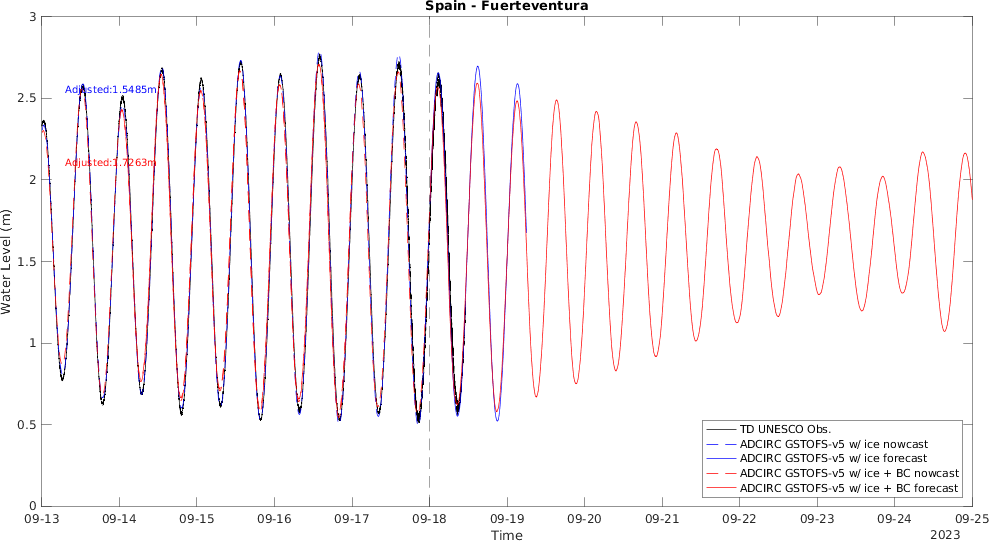 Spain - Fuerteventura
3
2.5
2
1.5
1
0.5
0
Water Level (m)
Adjusted:1.5485m
Adjusted:1.7263m
TD UNESCO Obs.
ADCIRC GSTOFS-v5 w/ ice nowcast
ADCIRC GSTOFS-v5 w/ ice forecast
ADCIRC GSTOFS-v5 w/ ice + BC nowcast
ADCIRC GSTOFS-v5 w/ ice + BC forecast
09-13 09-14 09-15 09-16 09-17 09-18 09-19 09-20 09-21 09-22 09-23 09-24 09-25
Time
2023